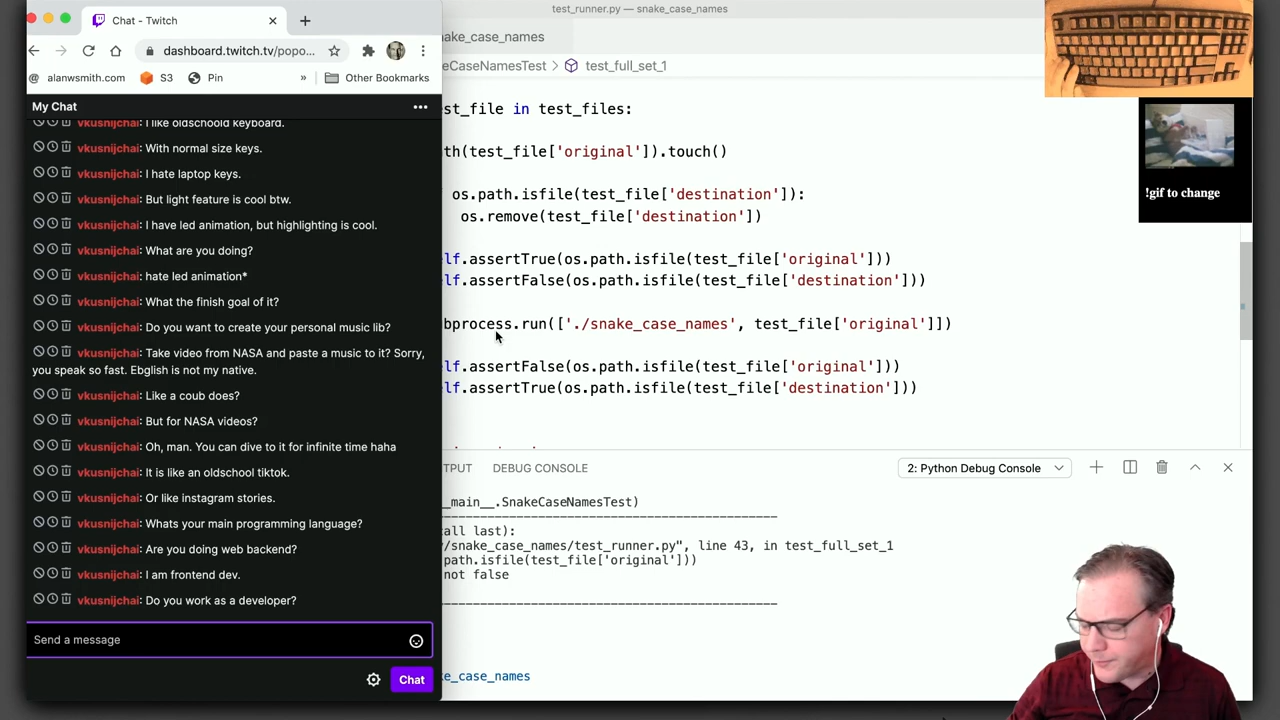 Chat - Twitch
dashboard.twitch.tv/popo...
alanwsmith.com
S3
Pin
»
Other Bookmarks
My Chat
vkusnijchai: I like oldschoold keyboard.
vkusnijchai: With normal size keys.
vkusnijchai: I hate laptop keys.
vkusnijchai: But light feature is cool btw.
vkusnijchai: I have led animation, but highlighting is cool.
vkusnijchai: What are you doing?
vkusnijchai: hate led animation*
vkusnijchai: What the finish goal of it?
vkusnijchai: Do you want to create your personal music lib?
vkusnijchai: Take video from NASA and paste a music to it? Sorry,
you speak so fast. Ebglish is not my native.
vkusnijchai: Like a coub does?
vkusnijchai: But for NASA videos?
vkusnijchai: Oh, man. You can dive to it for infinite time haha
vkusnijchai: It is like an oldschool tiktok.
vkusnijchai: Or like instagram stories.
vkusnijchai: Whats your main programming language?
vkusnijchai: Are you doing web backend?
vkusnijchai: I am frontend dev.
vkusnijchai: Do you work as a developer?
Send a message
Chat
test_runner.py — snake_case_names
ake_case_names
eCaseNamesTest > test_full_set_1
st_file in test_files:
th(test_file['original']).touch()
os.path.isfile(test_file['destination']):
os.remove(test_file['destination'])
lf.assertTrue(os.path.isfile(test_file['original']))
lf.assertFalse(os.path.isfile(test_file['destination']))
bprocess.run(['./snake_case_names', test_file['original']])
lf.assertFalse(os.path.isfile(test_file['original']))
lf.assertTrue(os.path.isfile(test_file['destination']))
TPUT
DEBUG CONSOLE
2: Python Debug Console
_main__.SnakeCaseNamesTest)
all last):
/snake_case_names/test_runner.py", line 43, in test_full_set_1
path.isfile(test_file['original']))
not false
ke_case_names
!gif to change